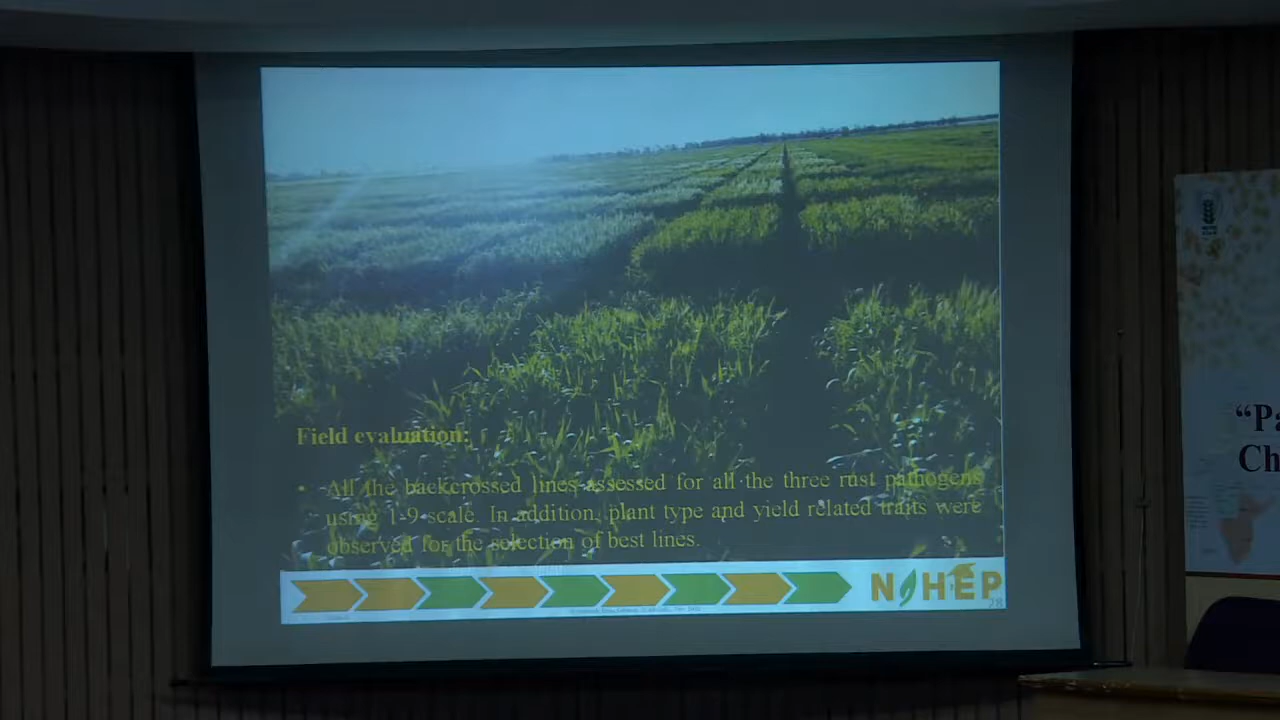 Field evaluation:
• All the backcrossed lines assessed for all the three rust pathogens
using 1-9 scale. In addition, plant type and yield related traits were
observed for the selection of best lines.
NAHEP
28
“Pa
Ch